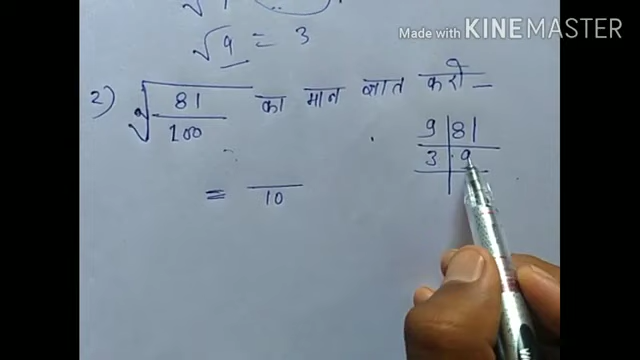 Made with KINEMASTER
√9 = 3
2) √81/100 का मान ज्ञात करो
9 | 81
3 | 9
= /10